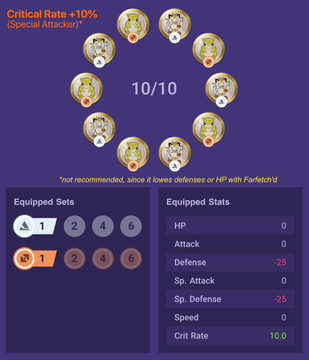 Critical Rate +10%
(Special Attacker)*
10/10
*not recommended, since it lowes defenses or HP with Farfetch'd
Equipped Sets
1 2 4 6
1 2 4 6
Equipped Stats
HP 0
Attack 0
Defense -25
Sp. Attack 0
Sp. Defense -25
Speed 0
Crit Rate 10.0